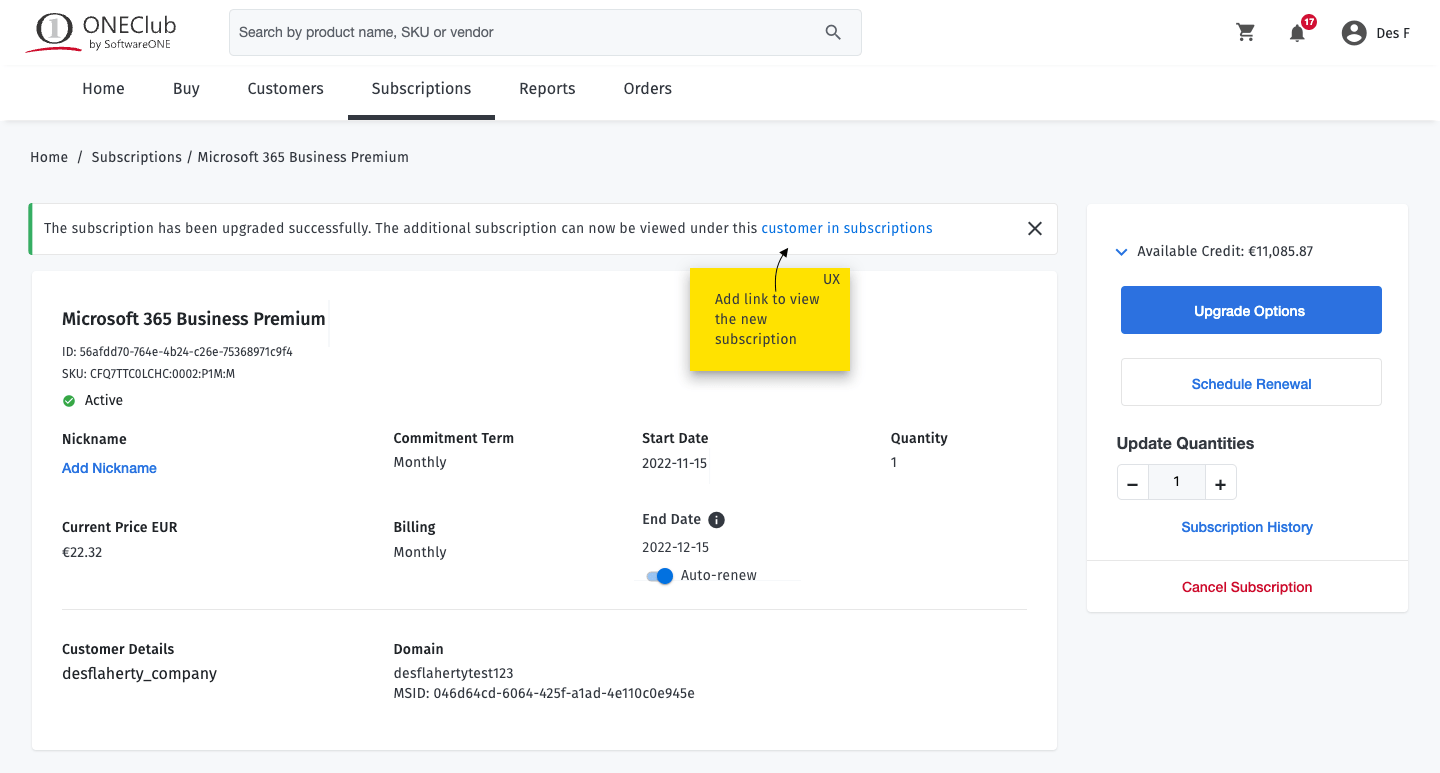 ONEClub
by SoftwareONE
Search by product name, SKU or vendor
17
Des F
Home Buy Customers Subscriptions Reports Orders
Home / Subscriptions / Microsoft 365 Business Premium
The subscription has been upgraded successfully. The additional subscription can now be viewed under this customer in subscriptions
UX
Add link to view
the new
subscription
Microsoft 365 Business Premium
ID: 56afdd70-764e-4b24-c26e-75368971c9f4
SKU: CFQ7TTC0LCHC:0002:P1M:M
Active
Nickname
Add Nickname
Commitment Term
Monthly
Start Date
2022-11-15
Quantity
1
Current Price EUR
€22.32
Billing
Monthly
End Date
2022-12-15
Auto-renew
Customer Details
desflaherty_company
Domain
desflahertytest123
MSID: 046d64cd-6064-425f-a1ad-4e110c0e945e
Available Credit: €11,085.87
Upgrade Options
Schedule Renewal
Update Quantities
− 1 +
Subscription History
Cancel Subscription